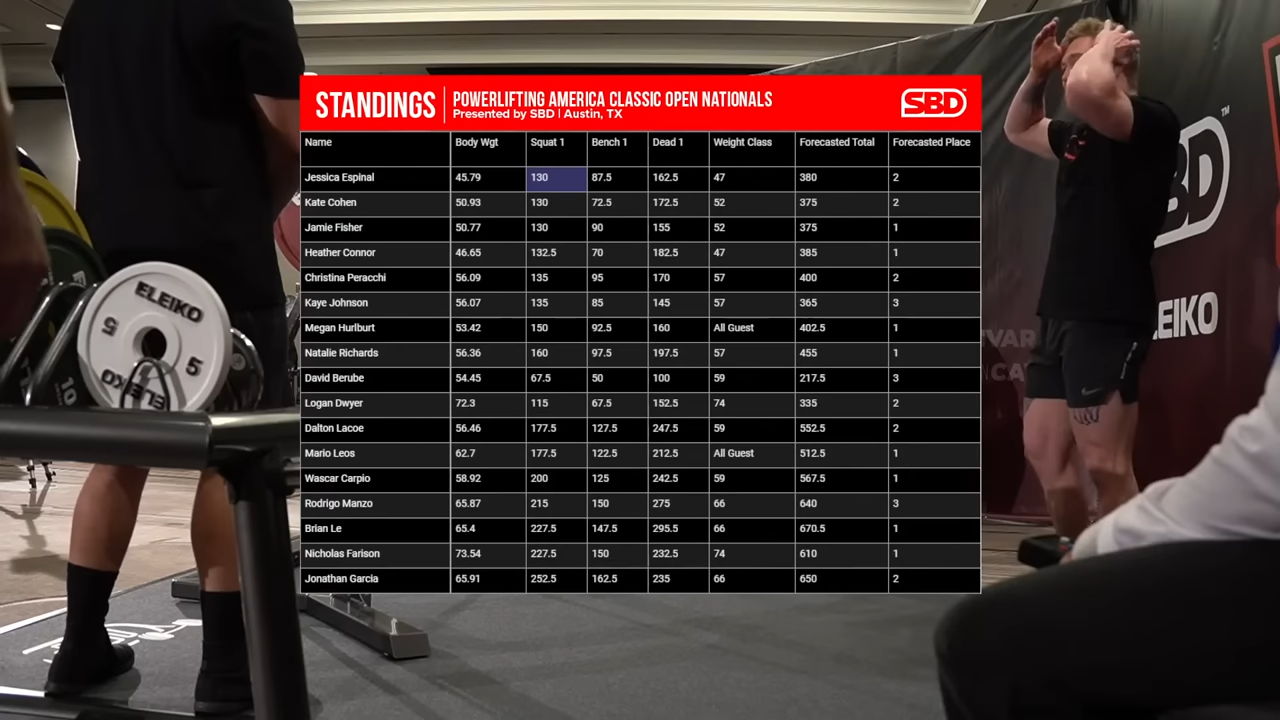 STANDINGS
POWERLIFTING AMERICA CLASSIC OPEN NATIONALS
Presented by SBD | Austin, TX
SBD™
Name Body Wgt Squat 1 Bench 1 Dead 1 Weight Class Forecasted Total Forecasted Place
Jessica Espinal 45.79 130 87.5 162.5 47 380 2
Kate Cohen 50.93 130 72.5 172.5 52 375 2
Jamie Fisher 50.77 130 90 155 52 375 1
Heather Connor 46.65 132.5 70 182.5 47 385 1
Christina Peracchi 56.09 135 95 170 57 400 2
Kaye Johnson 56.07 135 85 145 57 365 3
Megan Hurlburt 53.42 150 92.5 160 All Guest 402.5 1
Natalie Richards 56.36 160 97.5 197.5 57 455 1
David Berube 54.45 67.5 50 100 59 217.5 3
Logan Dwyer 72.3 115 67.5 152.5 74 335 2
Dalton Lacoe 56.46 177.5 127.5 247.5 59 552.5 2
Mario Leos 62.7 177.5 122.5 212.5 All Guest 512.5 1
Wascar Carpio 58.92 200 125 242.5 59 567.5 1
Rodrigo Manzo 65.87 215 150 275 66 640 3
Brian Le 65.4 227.5 147.5 295.5 66 670.5 1
Nicholas Farison 73.54 227.5 150 232.5 74 610 1
Jonathan Garcia 65.91 252.5 162.5 235 66 650 2
ELEIKO
5 5
ELEIKO
10
™
BD
EIKO